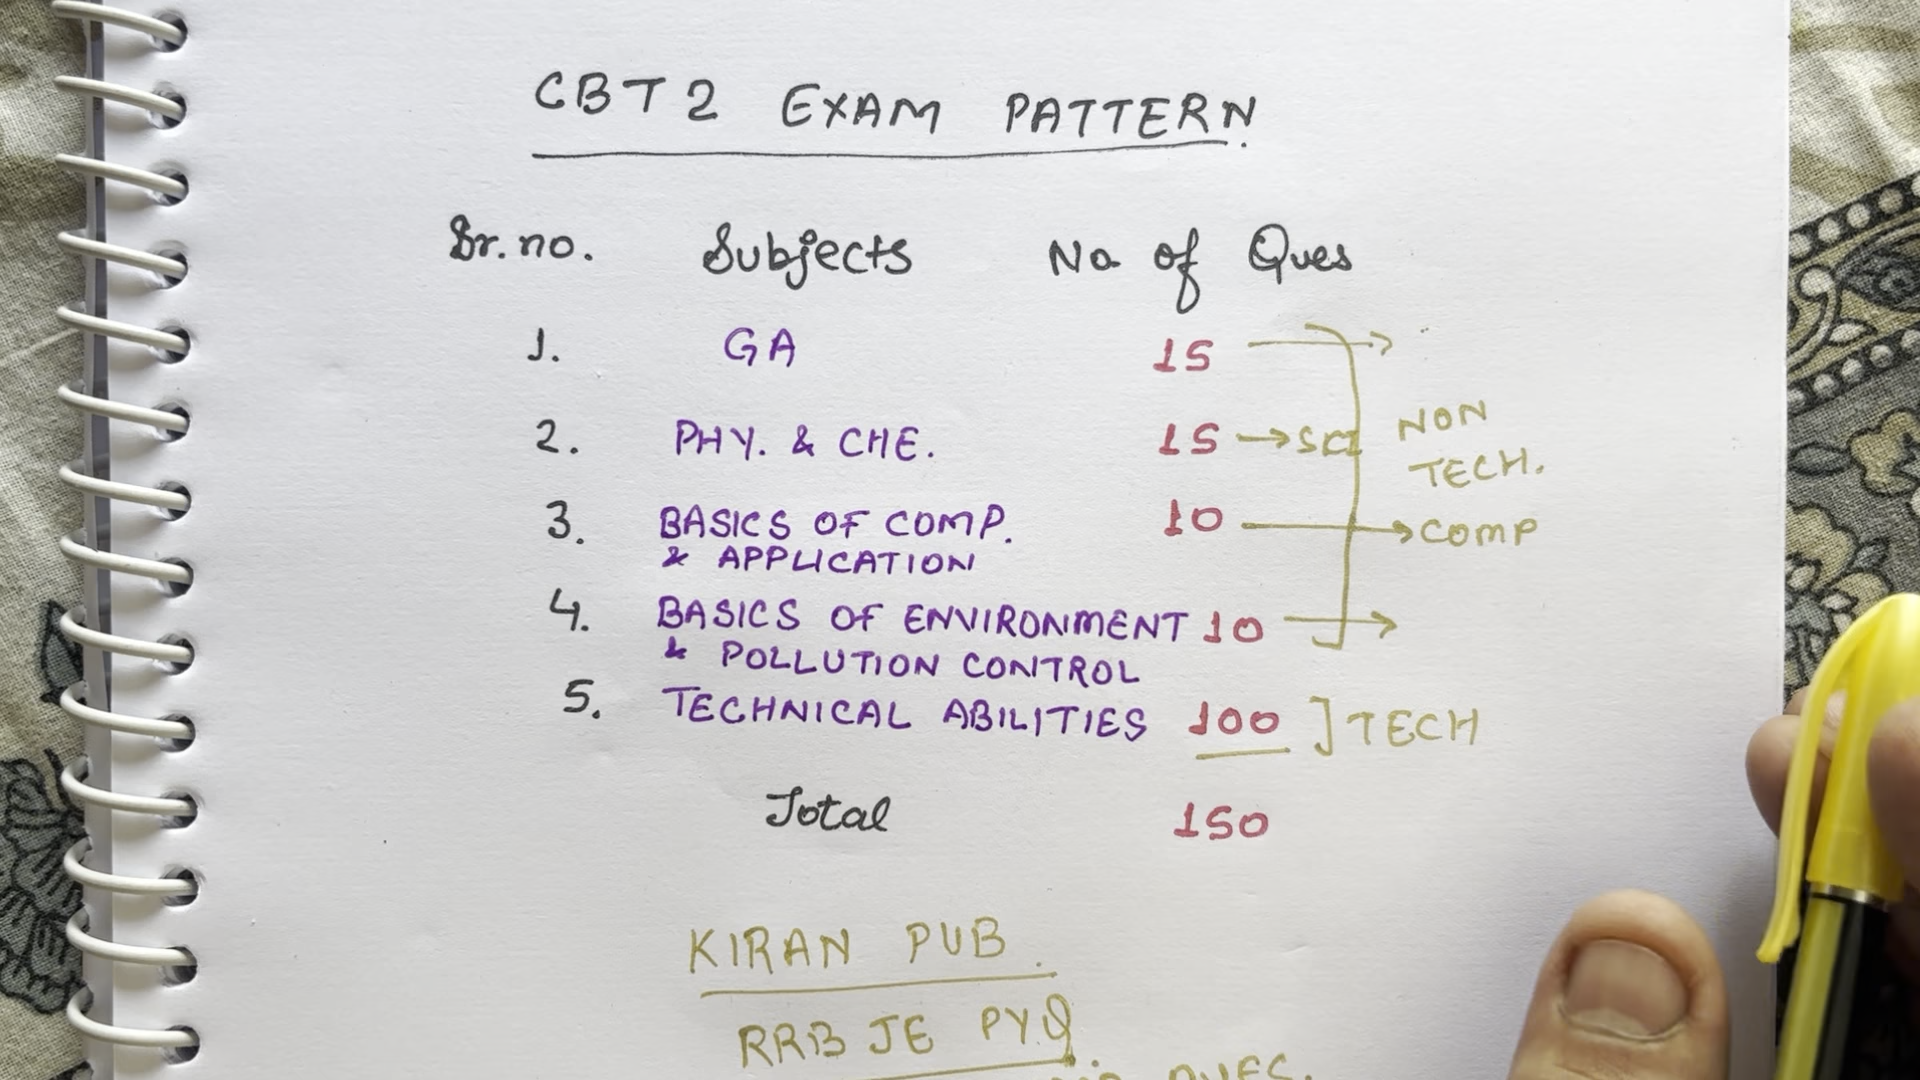 CBT 2 EXAM PATTERN.
Sr. no. Subjects No of Ques
1. GA 15 →
2. PHY. & CHE. 15 → SCI
NON
TECH.
3. BASICS OF COMP. 10 → COMP
& APPLICATION
4. BASICS OF ENVIRONMENT 10 →
& POLLUTION CONTROL
5. TECHNICAL ABILITIES 100 ] TECH
Total 150
KIRAN PUB.
RRB JE PYQ.
QUES.